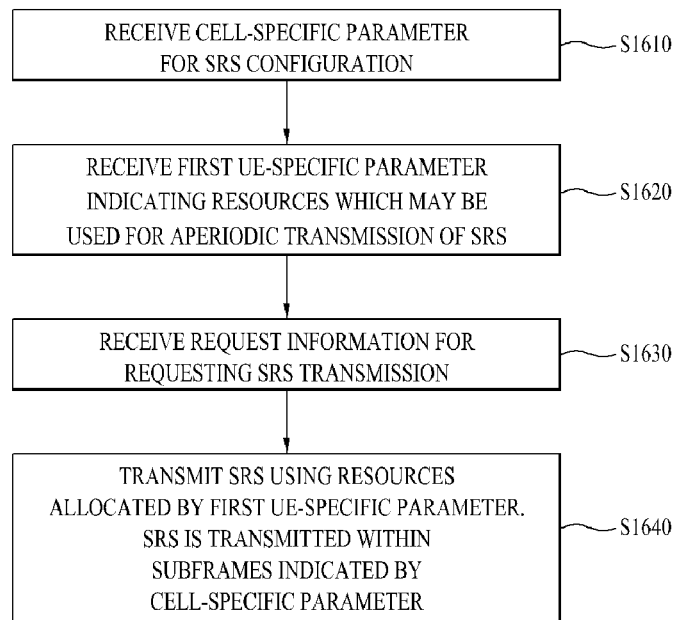 RECEIVE CELL-SPECIFIC PARAMETER
FOR SRS CONFIGURATION
S1610
RECEIVE FIRST UE-SPECIFIC PARAMETER
INDICATING RESOURCES WHICH MAY BE
USED FOR APERIODIC TRANSMISSION OF SRS
S1620
RECEIVE REQUEST INFORMATION FOR
REQUESTING SRS TRANSMISSION
S1630
TRANSMIT SRS USING RESOURCES
ALLOCATED BY FIRST UE-SPECIFIC PARAMETER.
SRS IS TRANSMITTED WITHIN
SUBFRAMES INDICATED BY
CELL-SPECIFIC PARAMETER
S1640